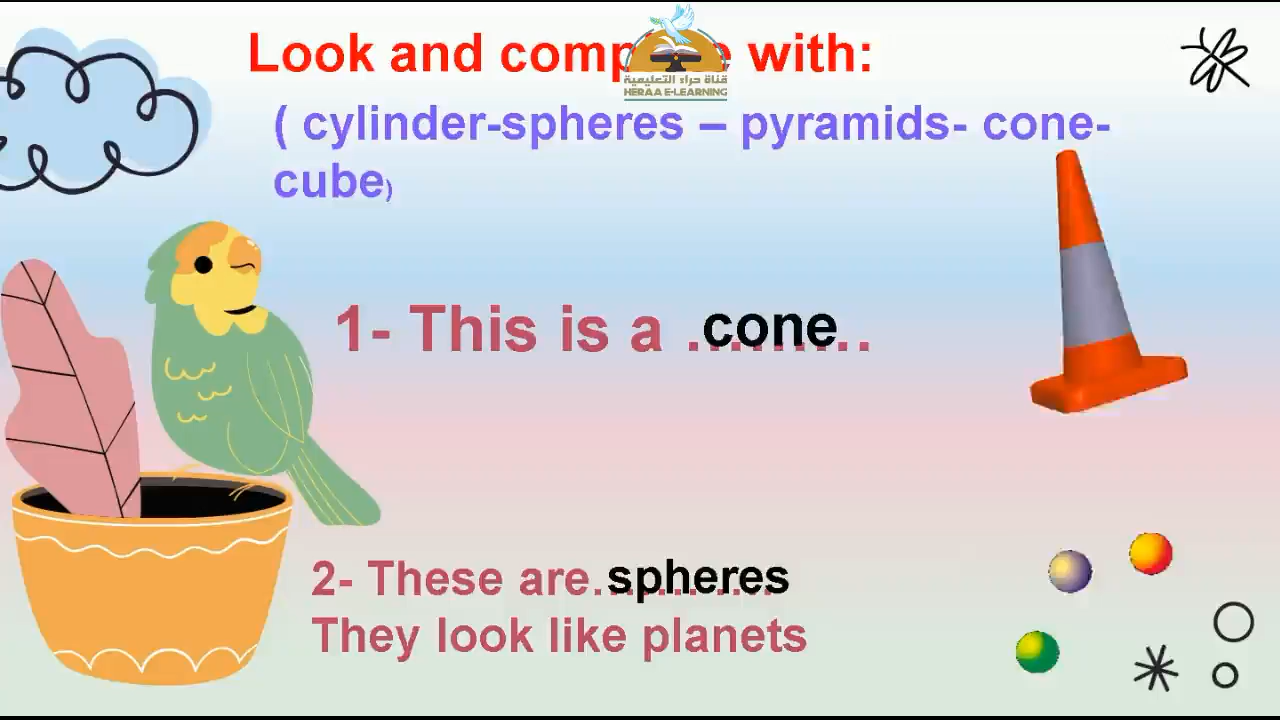 Look and comp e with:
قناة حراء التعليمية
HERAA E-LEARNING
( cylinder-spheres – pyramids- cone-
cube)
1- This is a .cone..
2- These are.spheres
They look like planets